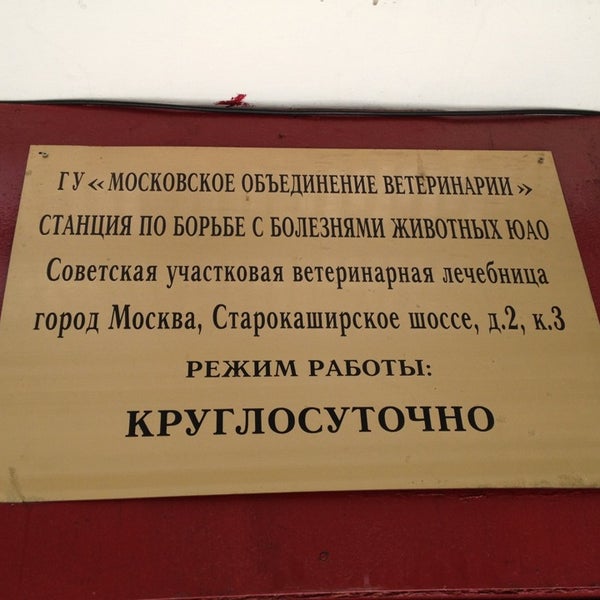 ГУ «МОСКОВСКОЕ ОБЪЕДИНЕНИЕ ВЕТЕРИНАРИИ»
СТАНЦИЯ ПО БОРЬБЕ С БОЛЕЗНЯМИ ЖИВОТНЫХ ЮАО
Советская участковая ветеринарная лечебница
город Москва, Старокаширское шоссе, д.2, к.3
РЕЖИМ РАБОТЫ:
КРУГЛОСУТОЧНО